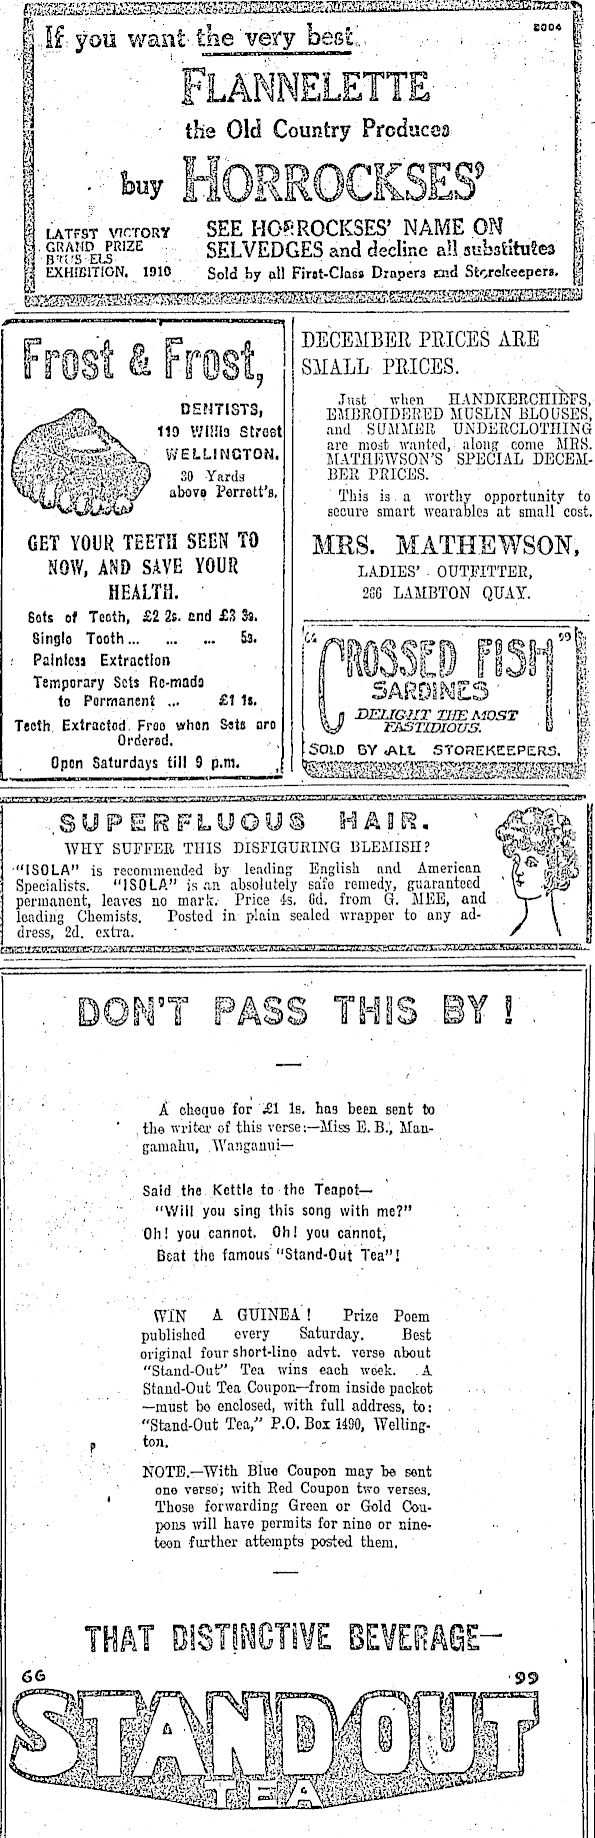 If you want the very best
2004
FLANNELETTE
the Old Country Produces
buy HORROCKSES'
LATEST VICTORY
GRAND PRIZE
BRUSSELS
EXHIBITION, 1910
SEE HORROCKSES' NAME ON
SELVEDGES and decline all substitutes
Sold by all First-Class Drapers and Storekeepers.
Frost & Frost,
DENTISTS,
119 Willis Street
WELLINGTON.
30 Yards
above Perrett's.
GET YOUR TEETH SEEN TO
NOW, AND SAVE YOUR
HEALTH.
Sets of Teeth, £2 2s. and £3 3s.
Single Tooth ... ... ... 5s.
Painless Extraction
Temporary Sets Re-made
to Permanent ... £1 1s.
Teeth Extracted Free when Sets are
Ordered.
Open Saturdays till 9 p.m.
DECEMBER PRICES ARE
SMALL PRICES.
Just when HANDKERCHIEFS,
EMBROIDERED MUSLIN BLOUSES,
and SUMMER UNDERCLOTHING
are most wanted, along come MRS.
MATHEWSON'S SPECIAL DECEM-
BER PRICES.
This is a worthy opportunity to
secure smart wearables at small cost.
MRS. MATHEWSON,
LADIES' OUTFITTER,
266 LAMBTON QUAY.
"CROSSED FISH"
SARDINES
DELIGHT THE MOST
FASTIDIOUS.
SOLD BY ALL STOREKEEPERS.
SUPERFLUOUS HAIR.
WHY SUFFER THIS DISFIGURING BLEMISH?
"ISOLA" is recommended by leading English and American
Specialists. "ISOLA" is an absolutely safe remedy, guaranteed
permanent, leaves no mark. Price 4s. 6d. from G. MEE, and
leading Chemists. Posted in plain sealed wrapper to any ad-
dress, 2d. extra.
DON'T PASS THIS BY!
A cheque for £1 1s. has been sent to
the writer of this verse:—Miss E. B., Man-
gamahu, Wanganui—
Said the Kettle to the Teapot—
"Will you sing this song with me?"
Oh! you cannot. Oh! you cannot,
Beat the famous "Stand-Out Tea"!
WIN A GUINEA! Prize Poem
published every Saturday. Best
original four short-line advt. verse about
"Stand-Out" Tea wins each week. A
Stand-Out Tea Coupon—from inside packet
—must be enclosed, with full address, to:
"Stand-Out Tea," P.O. Box 1490, Welling-
ton.
NOTE.—With Blue Coupon may be sent
one verse; with Red Coupon two verses.
Those forwarding Green or Gold Cou-
pons will have permits for nine or nine-
teen further attempts posted them.
THAT DISTINCTIVE BEVERAGE—
"STAND OUT"
TEA